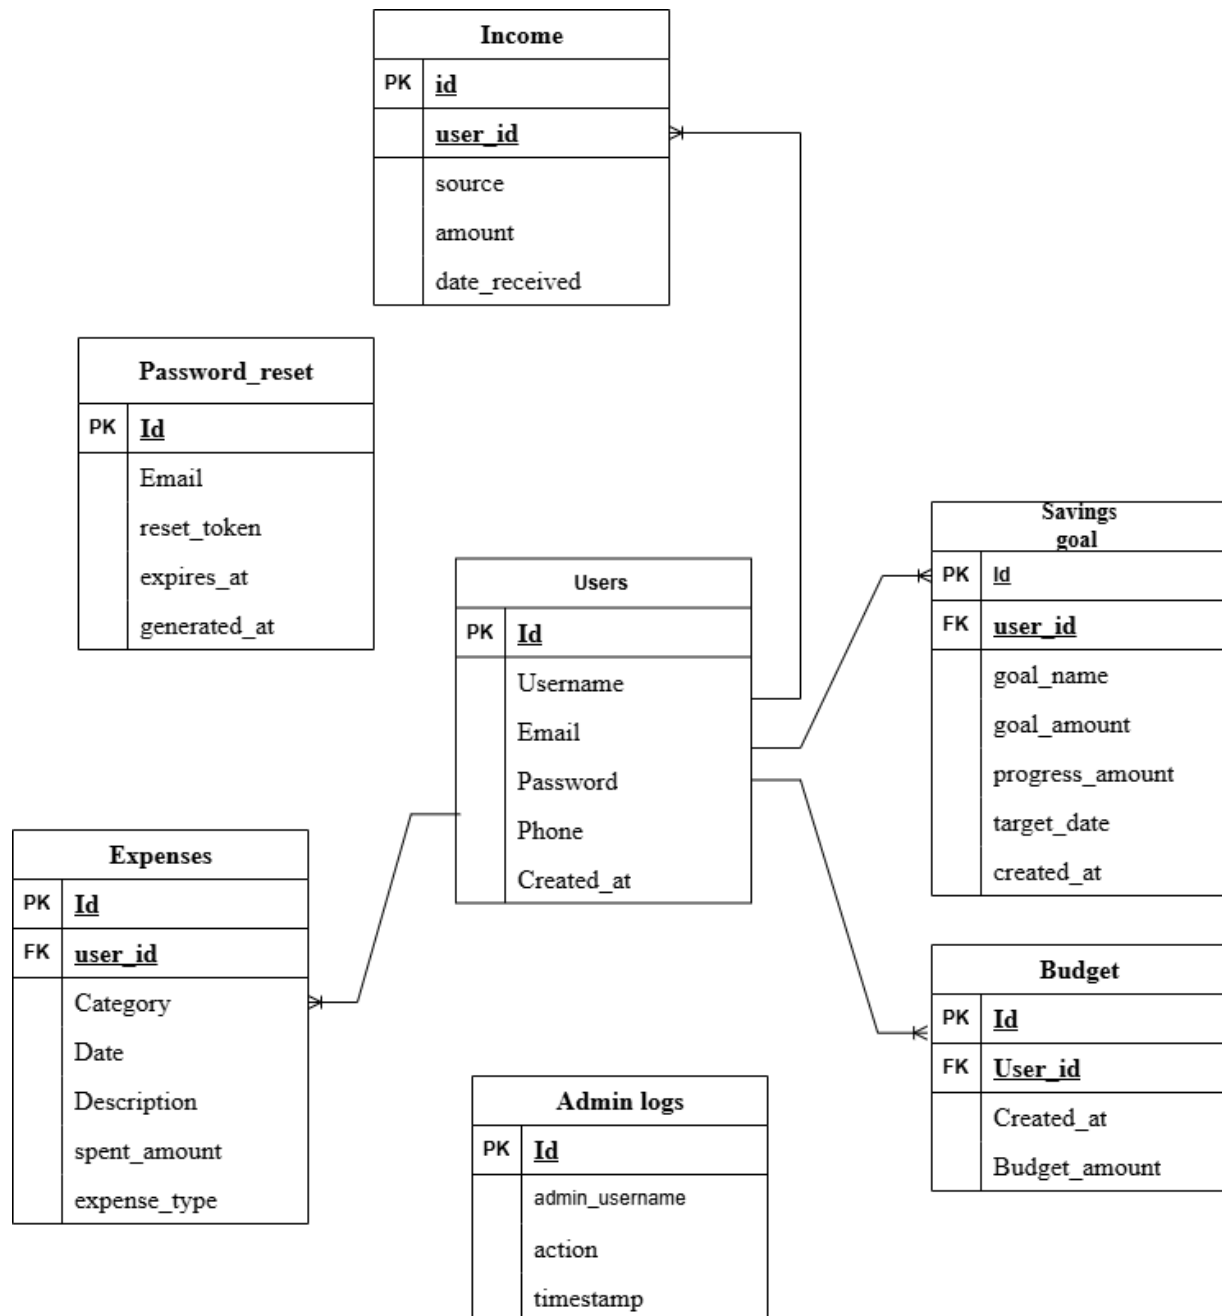 Income
PK id
user_id
source
amount
date_received
Password_reset
PK Id
Email
reset_token
expires_at
generated_at
Users
PK Id
Username
Email
Password
Phone
Created_at
Savings
goal
PK Id
FK user_id
goal_name
goal_amount
progress_amount
target_date
created_at
Expenses
PK Id
FK user_id
Category
Date
Description
spent_amount
expense_type
Budget
PK Id
FK User_id
Created_at
Budget_amount
Admin logs
PK Id
admin_username
action
timestamp